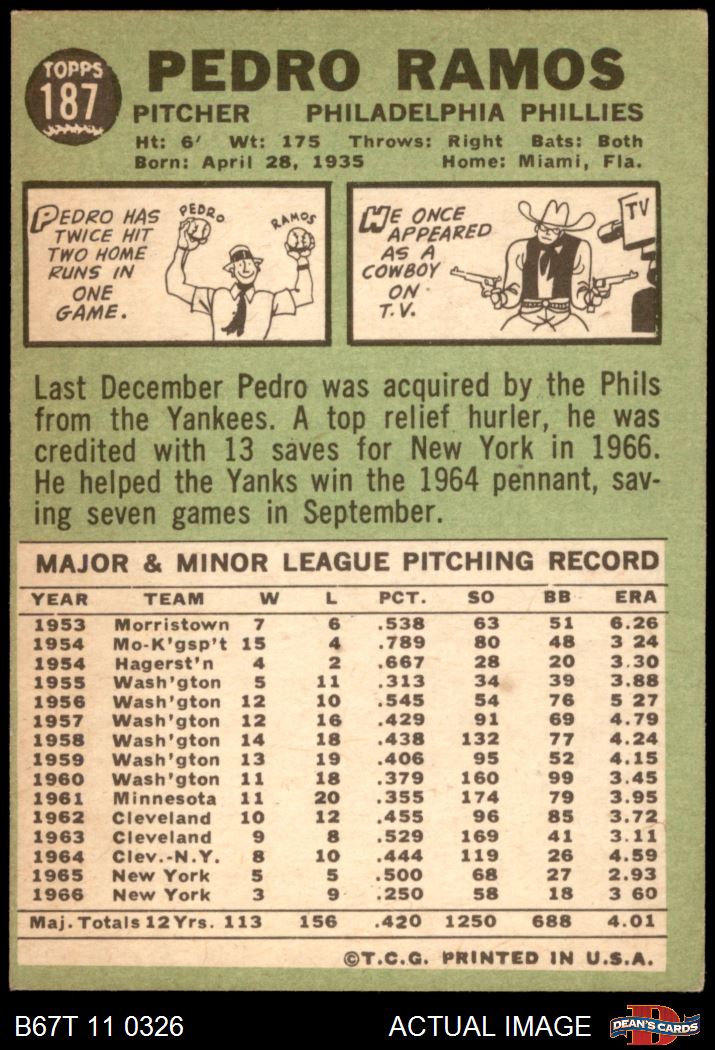 TOPPS
187
PEDRO RAMOS
PITCHER PHILADELPHIA PHILLIES
Ht: 6' Wt: 175 Throws: Right Bats: Both
Born: April 28, 1935 Home: Miami, Fla.
PEDRO HAS
TWICE HIT
TWO HOME
RUNS IN
ONE
GAME.
PEDRO
RAMOS
HE ONCE
APPEARED
AS A
COWBOY
ON
T.V.
TV
Last December Pedro was acquired by the Phils
from the Yankees. A top relief hurler, he was
credited with 13 saves for New York in 1966.
He helped the Yanks win the 1964 pennant, sav-
ing seven games in September.
MAJOR & MINOR LEAGUE PITCHING RECORD
YEAR TEAM W L PCT. SO BB ERA
1953 Morristown 7 6 .538 63 51 6.26
1954 Mo-K'gsp't 15 4 .789 80 48 3 24
1954 Hagerst'n 4 2 .667 28 20 3.30
1955 Wash'gton 5 11 .313 34 39 3.88
1956 Wash'gton 12 10 .545 54 76 5 27
1957 Wash'gton 12 16 .429 91 69 4.79
1958 Wash'gton 14 18 .438 132 77 4.24
1959 Wash'gton 13 19 .406 95 52 4.15
1960 Wash'gton 11 18 .379 160 99 3.45
1961 Minnesota 11 20 .355 174 79 3.95
1962 Cleveland 10 12 .455 96 85 3.72
1963 Cleveland 9 8 .529 169 41 3.11
1964 Clev.-N.Y. 8 10 .444 119 26 4.59
1965 New York 5 5 .500 68 27 2.93
1966 New York 3 9 .250 58 18 3 60
Maj. Totals 12 Yrs. 113 156 .420 1250 688 4.01
©T.C.G. PRINTED IN U.S.A.
B67T 11 0326 ACTUAL IMAGE
D
DEAN'S CARDS